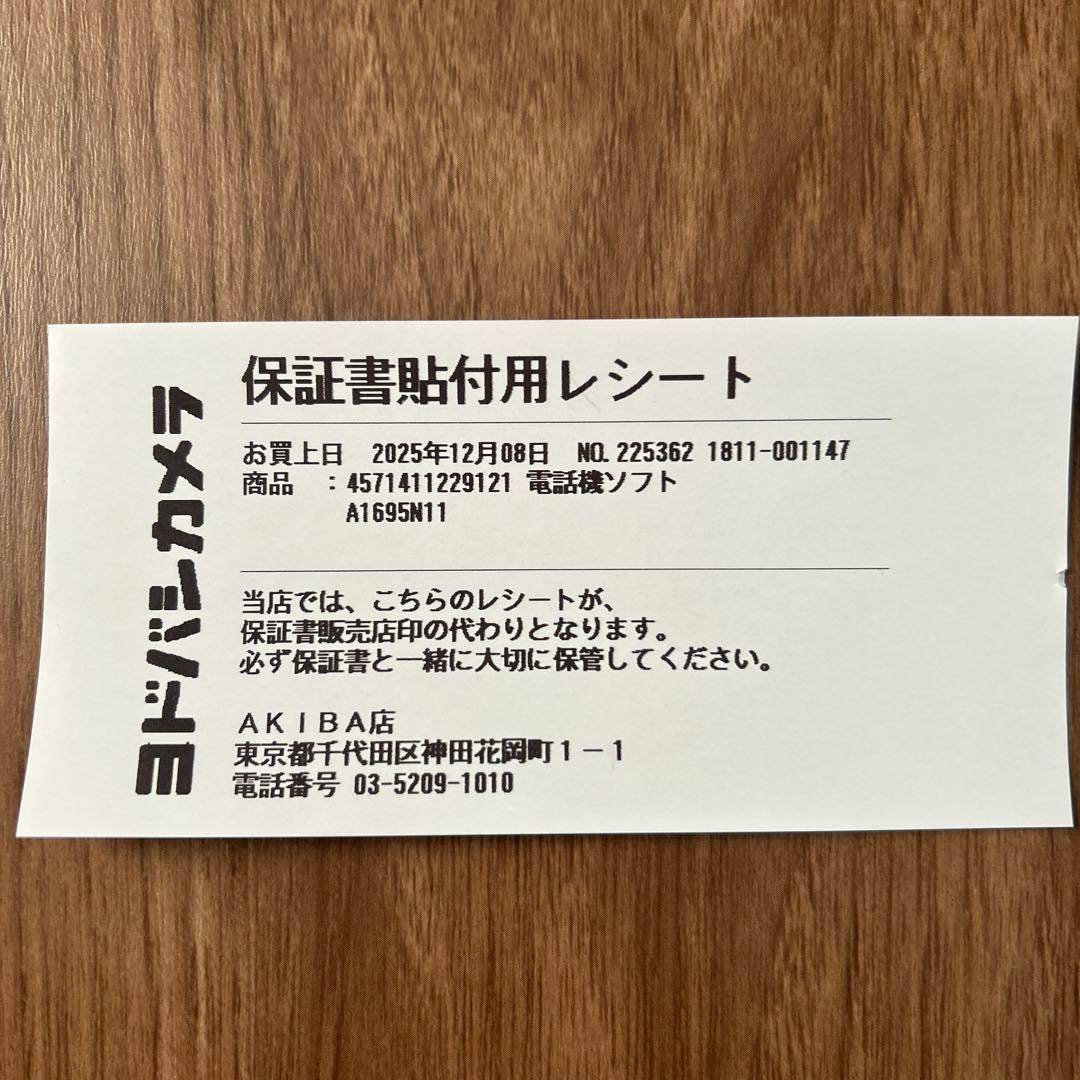 ヨドバシカメラ
保証書貼付用レシート
お買上日 2025年12月08日 NO.225362 1811-001147
商品 :4571411229121 電話機ソフト
A1695N11
当店では、こちらのレシートが、
保証書販売店印の代わりとなります。
必ず保証書と一緒に大切に保管してください。
AKIBA店
東京都千代田区神田花岡町1-1
電話番号 03-5209-1010